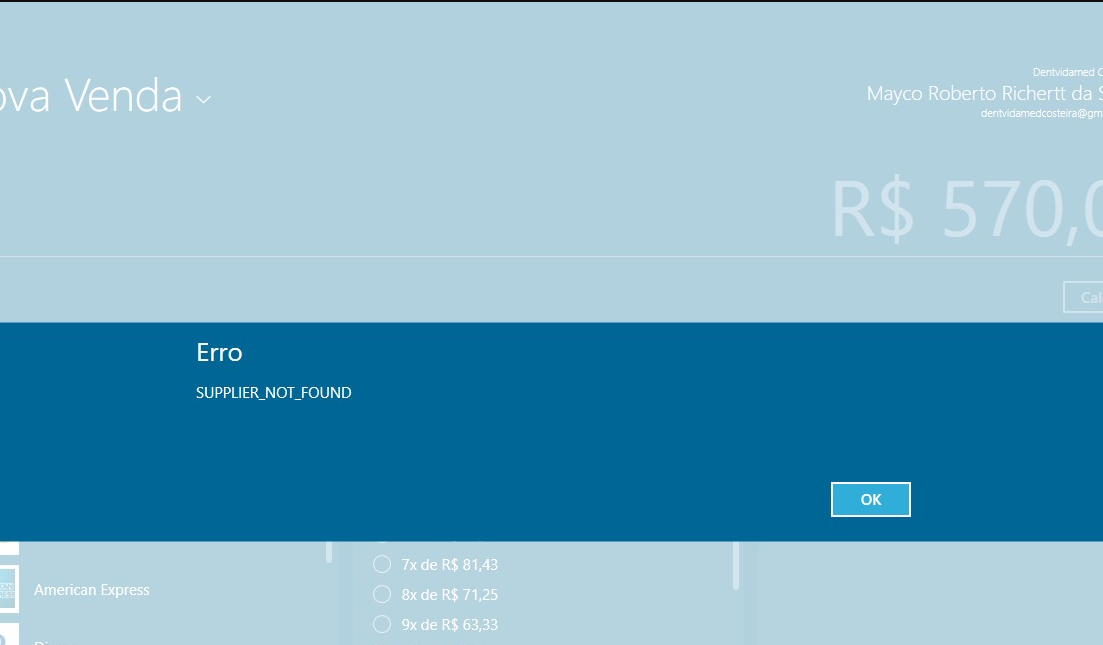 ova Venda
Dentvidamed C
Mayco Roberto Richertt da S
dentvidamedcosteira@gm
R$ 570,0
Cal
Erro
SUPPLIER_NOT_FOUND
OK
7x de R$ 81,43
American Express
8x de R$ 71,25
9x de R$ 63,33